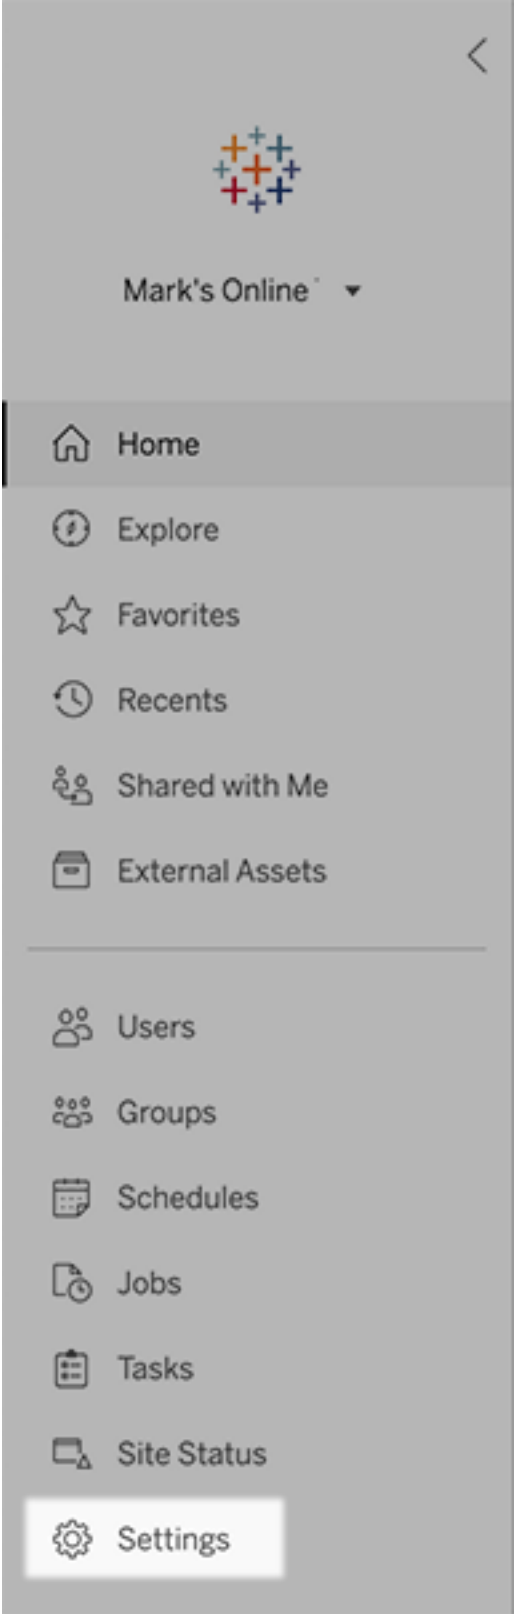 Mark's Online
Home
Explore
Favorites
Recents
Shared with Me
External Assets
Users
Groups
Schedules
Jobs
Tasks
Site Status
Settings